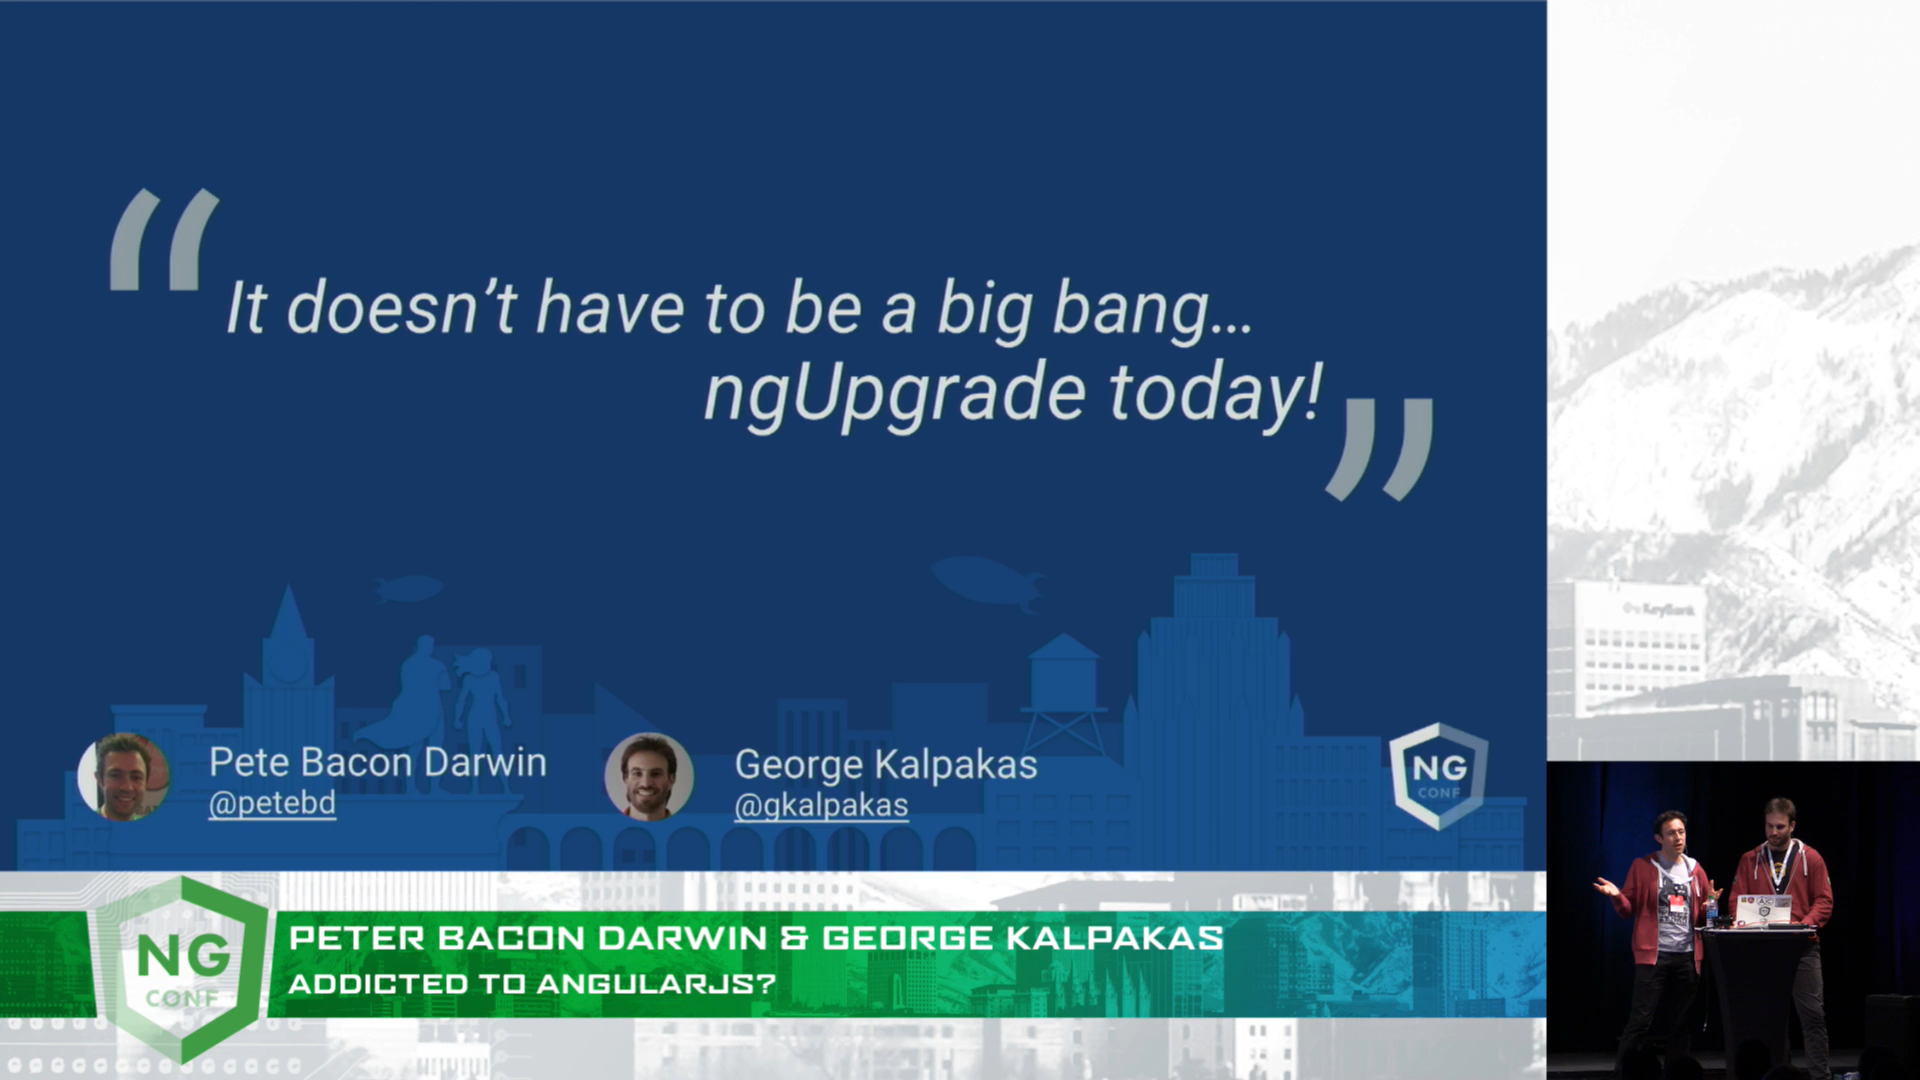 “It doesn’t have to be a big bang…
ngUpgrade today!”
Pete Bacon Darwin
@petebd
George Kalpakas
@gkalpakas
NG
CONF
KeyBank
NG
CONF
PETER BACON DARWIN & GEORGE KALPAKAS
ADDICTED TO ANGULARJS?